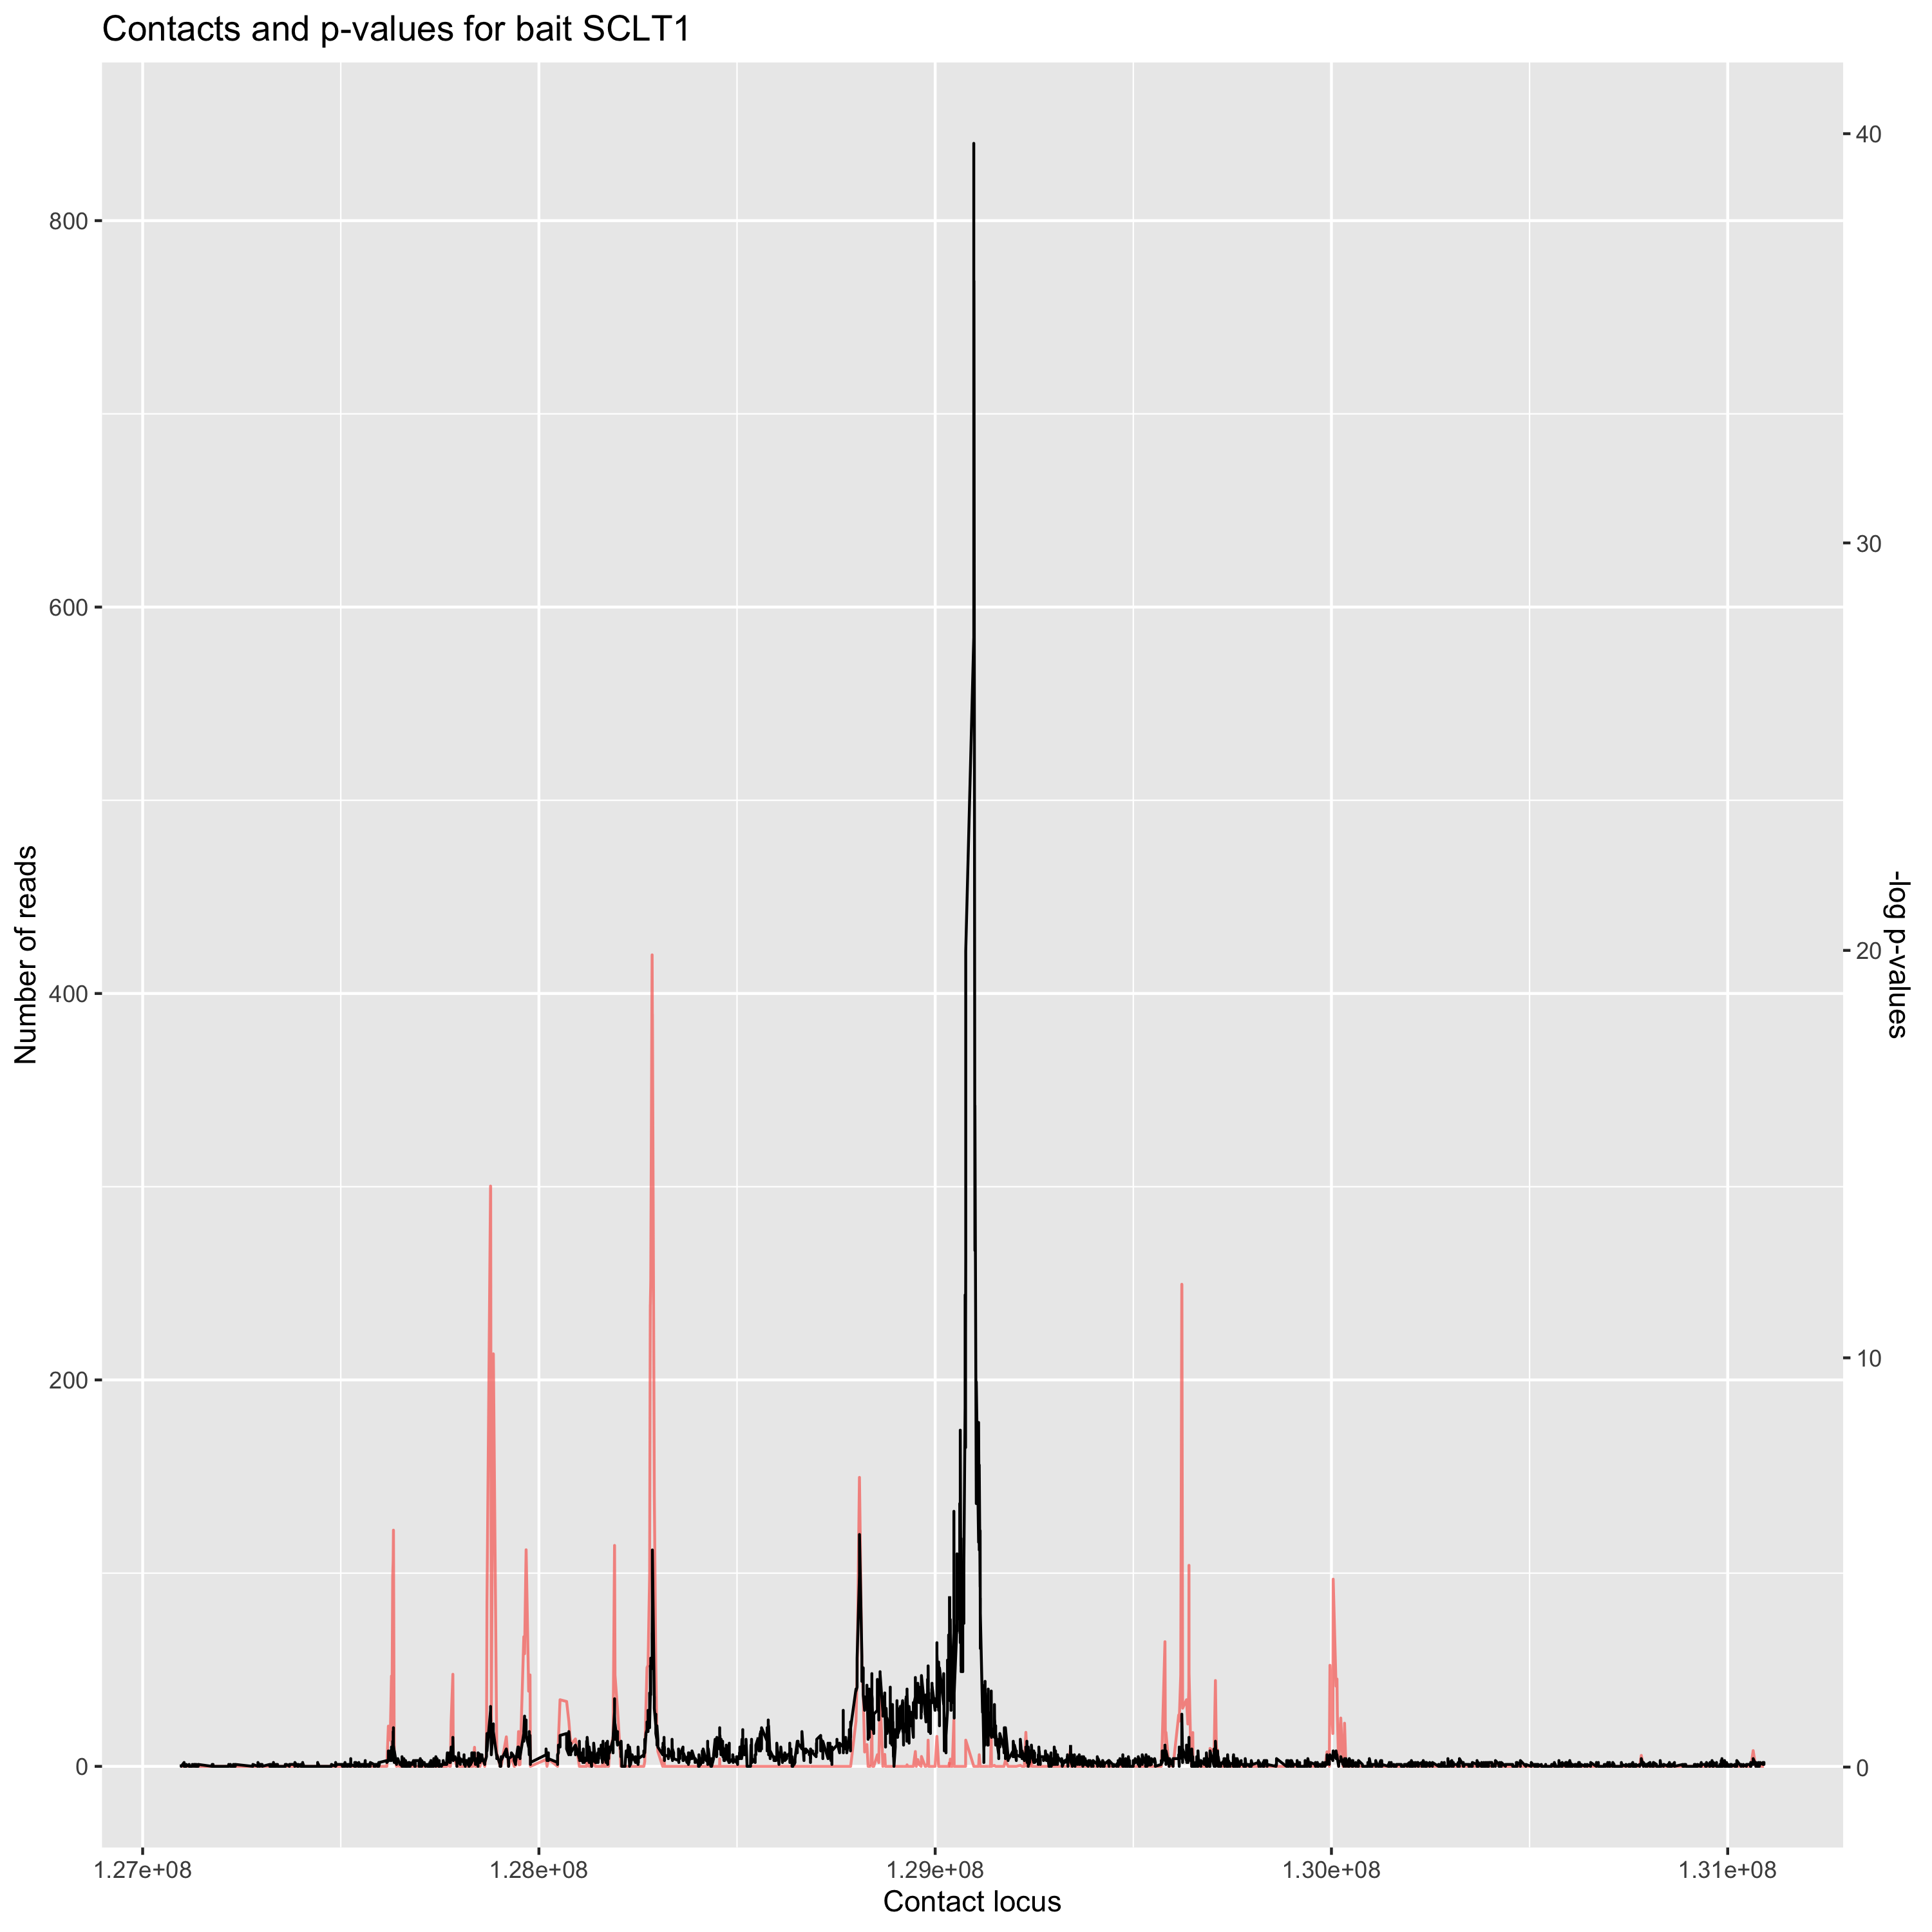 Contacts and p-values for bait SCLT1
800
600
400
200
0
Number of reads
40
30
20
10
0
-log p-values
1.27e+08
1.28e+08
1.29e+08
1.30e+08
1.31e+08
Contact locus